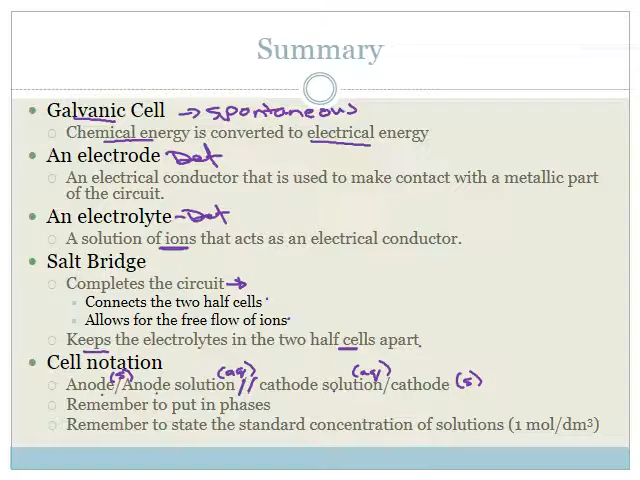 Summary
Galvanic Cell → spontaneous
Chemical energy is converted to electrical energy
An electrode Def
An electrical conductor that is used to make contact with a metallic part
of the circuit.
An electrolyte - Def
A solution of ions that acts as an electrical conductor.
Salt Bridge
Completes the circuit →
Connects the two half cells
Allows for the free flow of ions
Keeps the electrolytes in the two half cells apart.
Cell notation
(s) (aq) (aq)
Anode/Anode solution // cathode solution/cathode (s)
Remember to put in phases
Remember to state the standard concentration of solutions (1 mol/dm³)